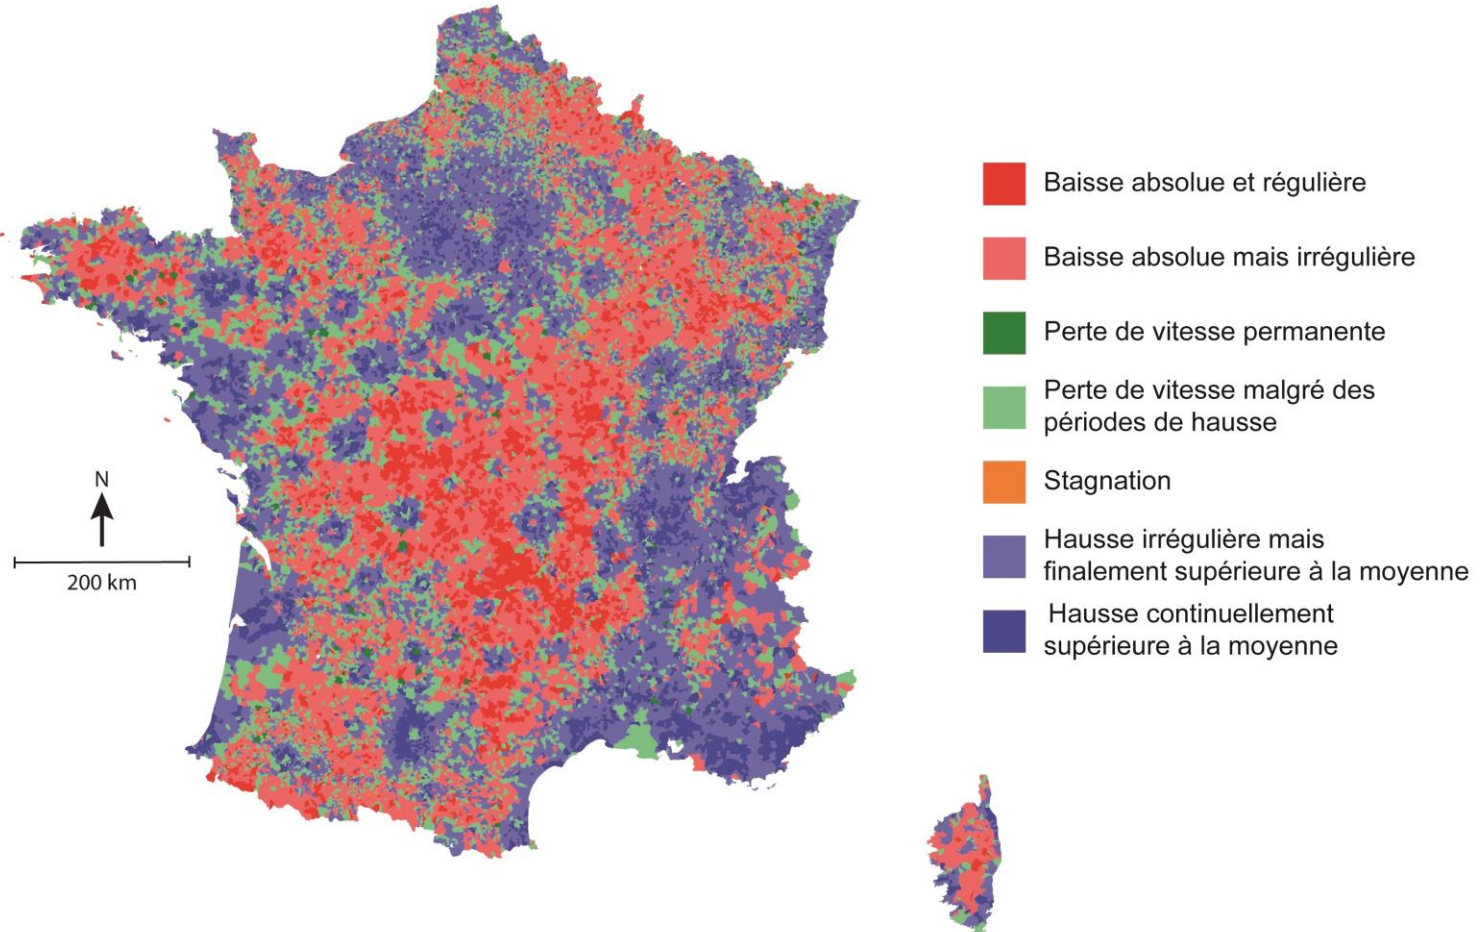 Baisse absolue et régulière
Baisse absolue mais irrégulière
Perte de vitesse permanente
Perte de vitesse malgré des
périodes de hausse
Stagnation
Hausse irrégulière mais
finalement supérieure à la moyenne
Hausse continuellement
supérieure à la moyenne
N
200 km